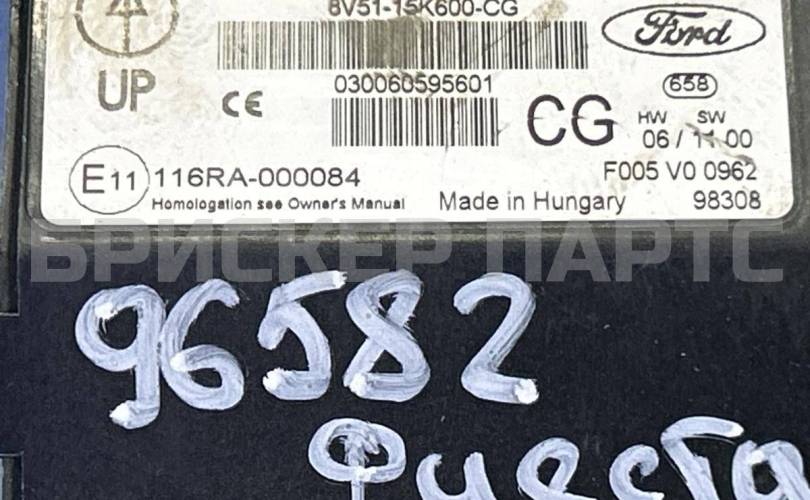 8V51-15K600-CG
Ford
030060595601
658
UP
CE
CG
HW SW
06/ 11 00
E11 116RA-000084
F005 V0 0962
Homologation see Owner's Manual
Made in Hungary
98308
БРИСКЕР ПАРТС
96582
Фиеста